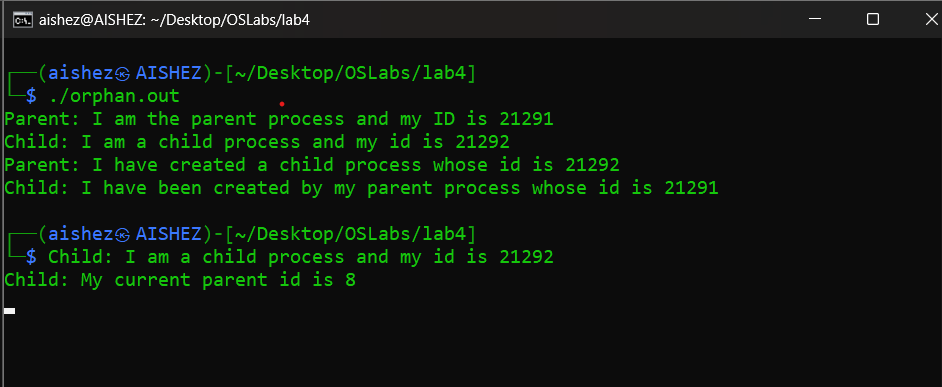 aishez@AISHEZ: ~/Desktop/OSLabs/lab4
┌──(aishez㉿AISHEZ)-[~/Desktop/OSLabs/lab4]
└─$ ./orphan.out
Parent: I am the parent process and my ID is 21291
Child: I am a child process and my id is 21292
Parent: I have created a child process whose id is 21292
Child: I have been created by my parent process whose id is 21291
┌──(aishez㉿AISHEZ)-[~/Desktop/OSLabs/lab4]
└─$ Child: I am a child process and my id is 21292
Child: My current parent id is 8